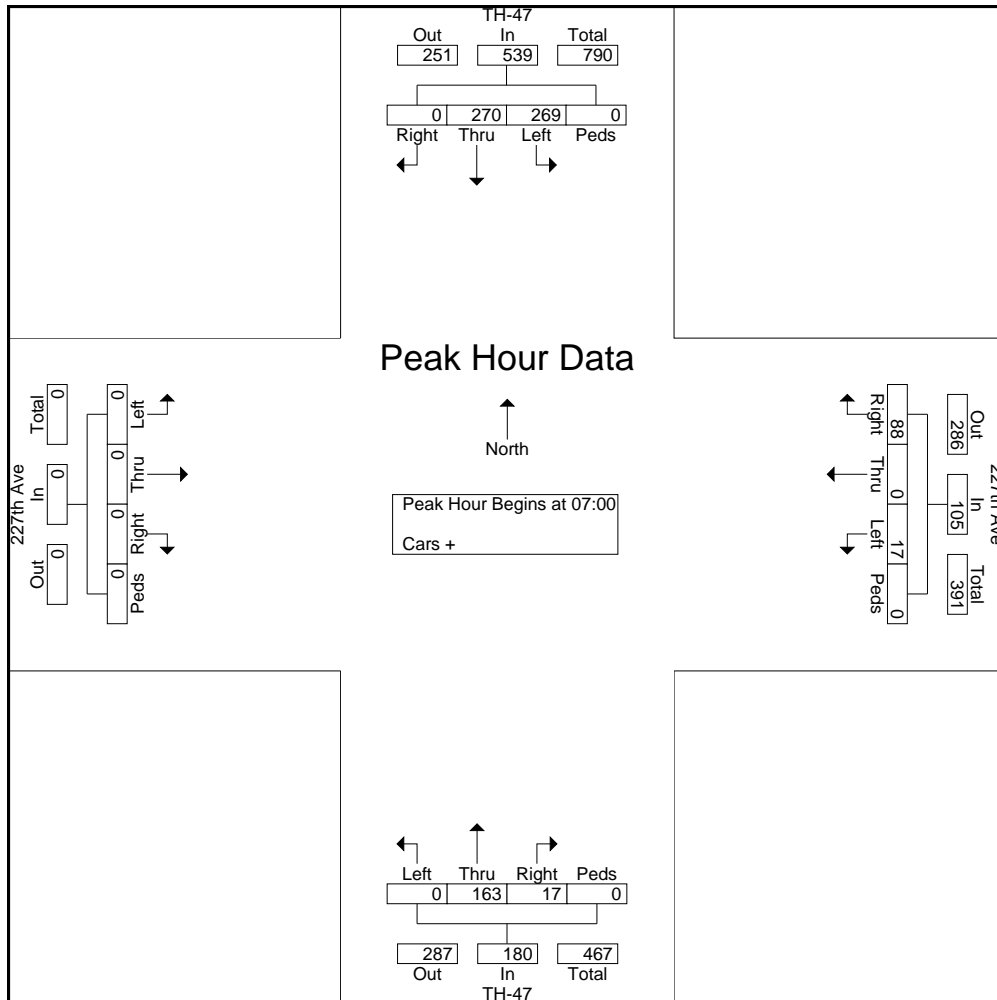 TH-47
Out In Total
251 539 790
0 270 269 0
Right Thru Left Peds
Peak Hour Data
North
Peak Hour Begins at 07:00
Cars +
227th Ave
Total In Out
0 0 0
0 0 0 0
Left Thru Right Peds
227th Ave
Out In Total
286 105 391
88 0 17 0
Right Thru Left Peds
Left Thru Right Peds
0 163 17 0
287 180 467
Out In Total
TH-47